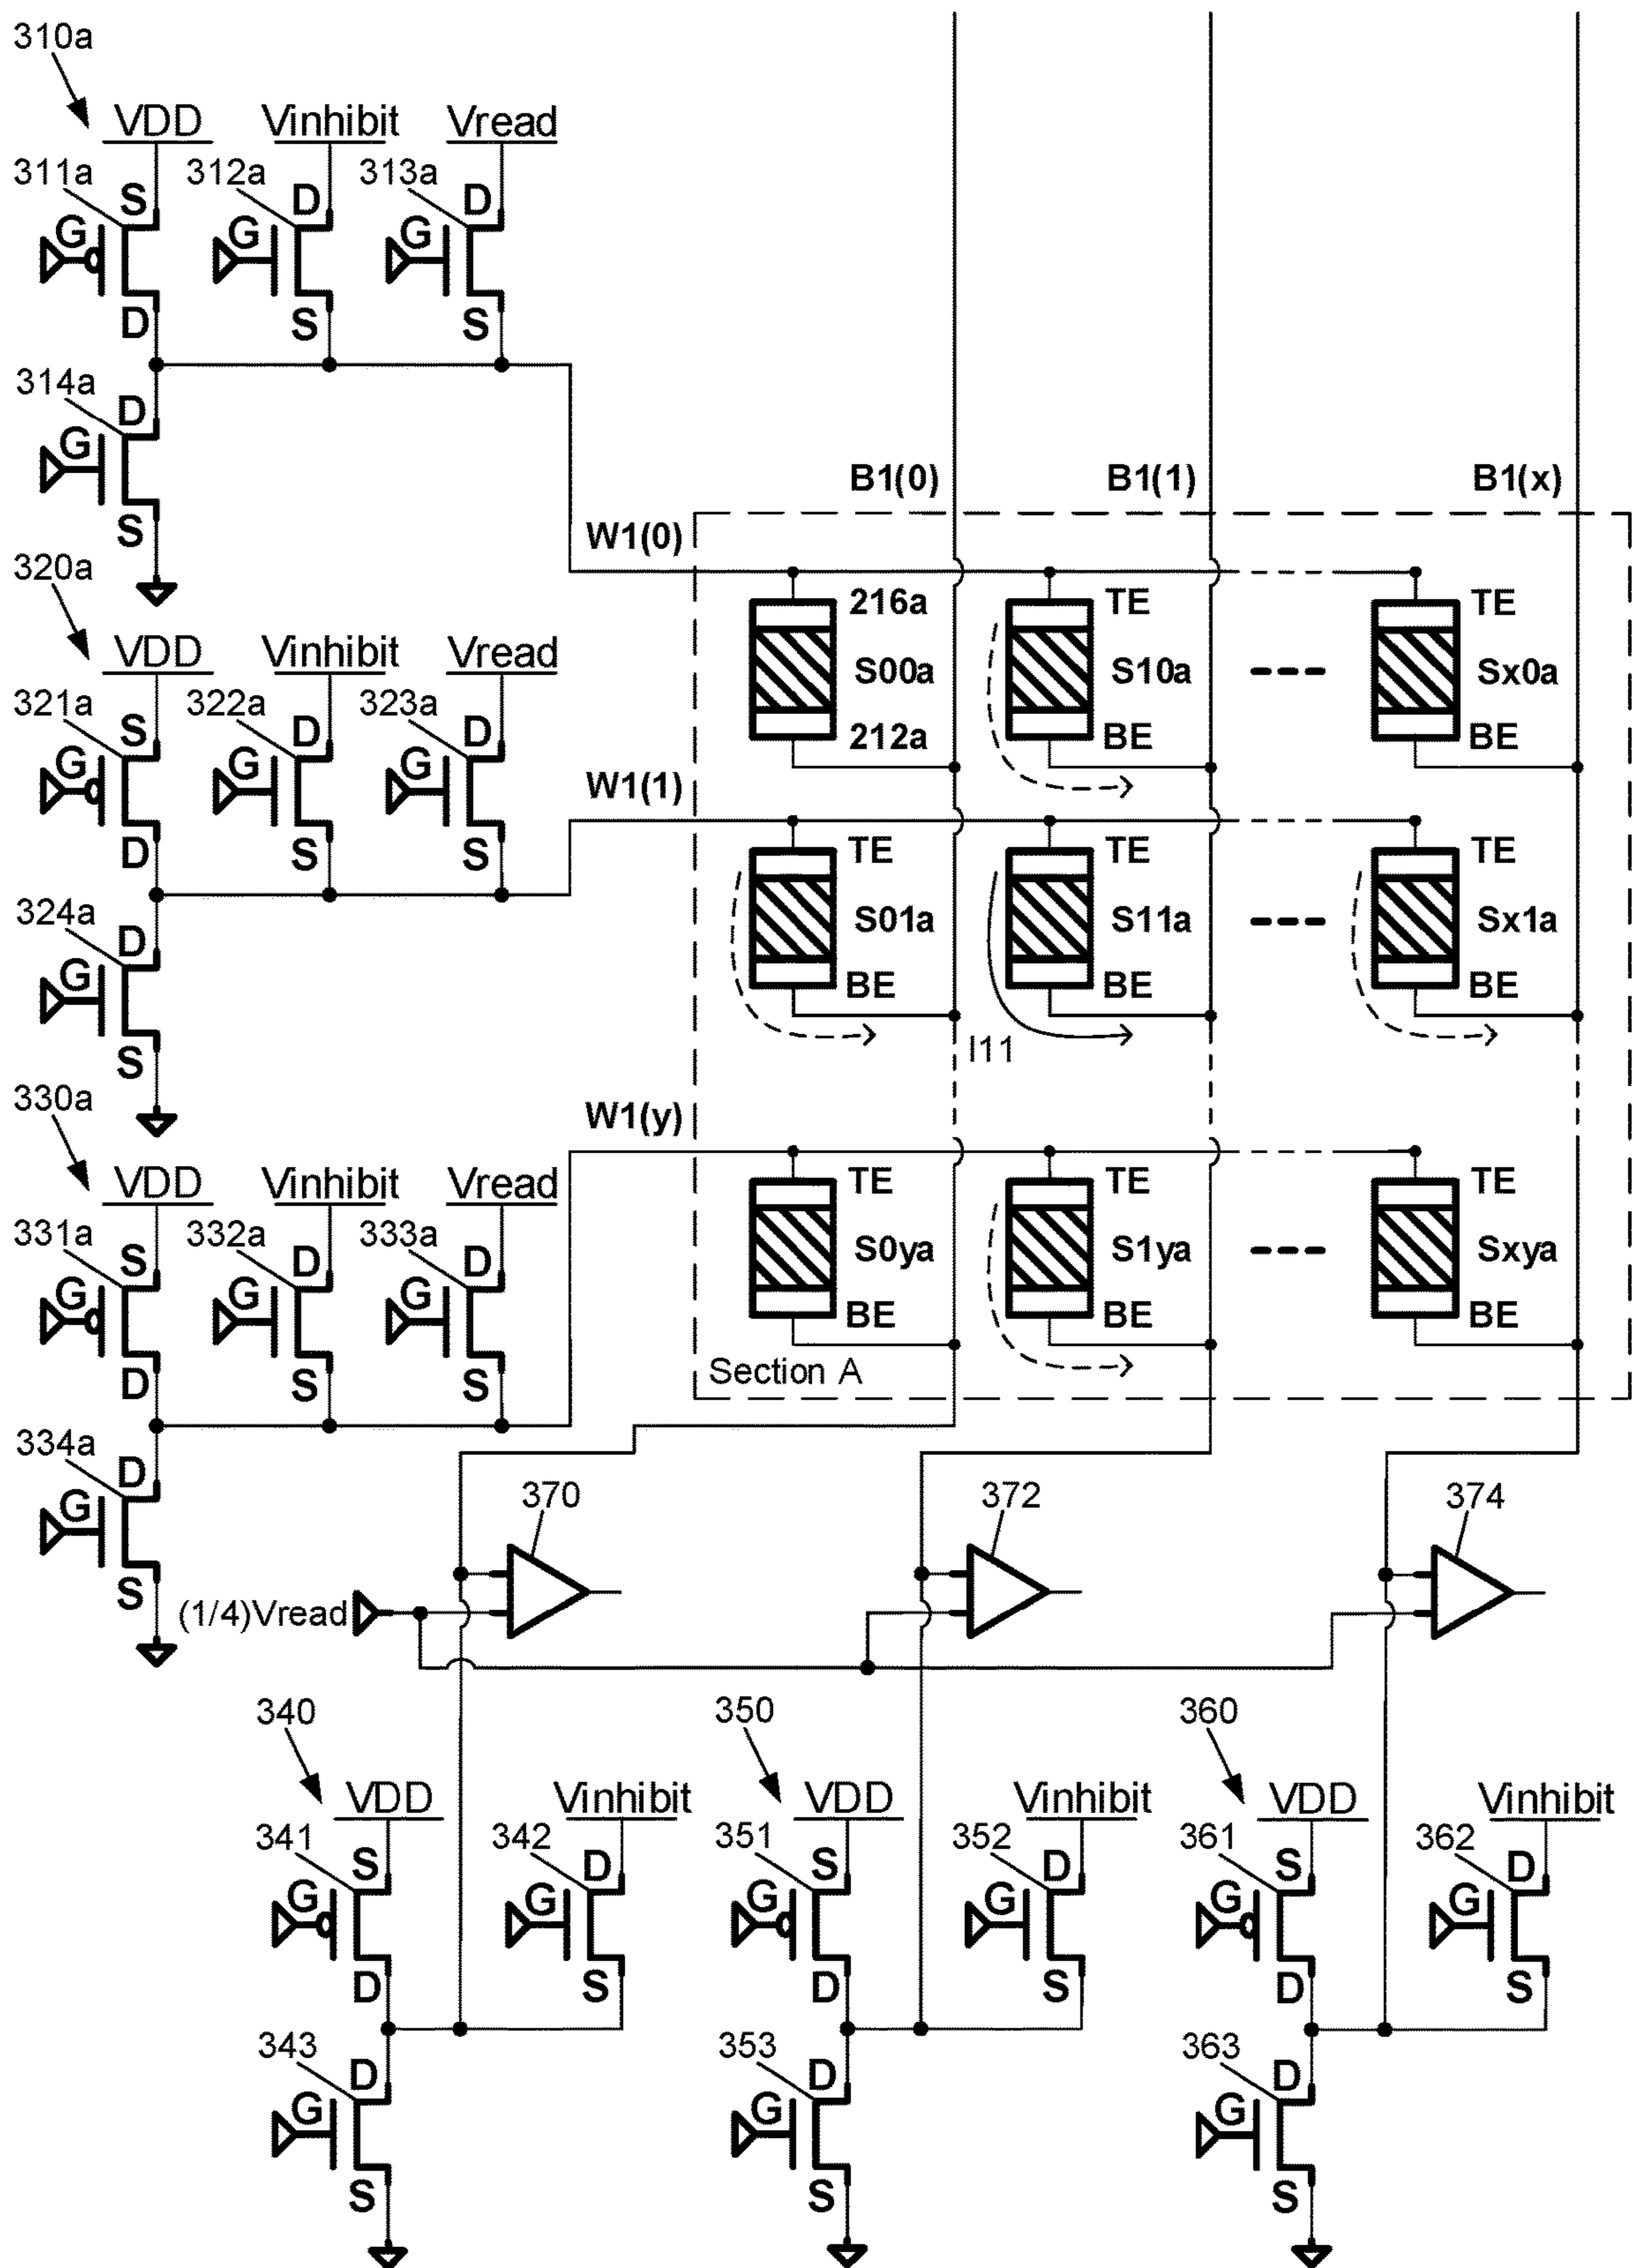 310a
VDD Vinhibit Vread
311a S 312a D 313a D
G G G
D S S
314a D
G
S
B1(0) B1(1) B1(x)
W1(0)
216a TE TE
S00a S10a Sx0a
212a BE BE
320a
VDD Vinhibit Vread
321a S 322a D 323a D
G G G
D S S
324a D
G
S
W1(1)
TE TE TE
S01a S11a Sx1a
BE BE BE
I11
330a
VDD Vinhibit Vread
331a S 332a D 333a D
G G G
D S S
334a D
G
S
W1(y)
TE TE TE
S0ya S1ya Sxya
BE BE BE
Section A
370 372 374
(1/4)Vread
340 350 360
VDD Vinhibit VDD Vinhibit VDD Vinhibit
341 S 342 D 351 S 352 D 361 S 362 D
G G G G G G
D S D S D S
343 D 353 D 363 D
G G G
S S S